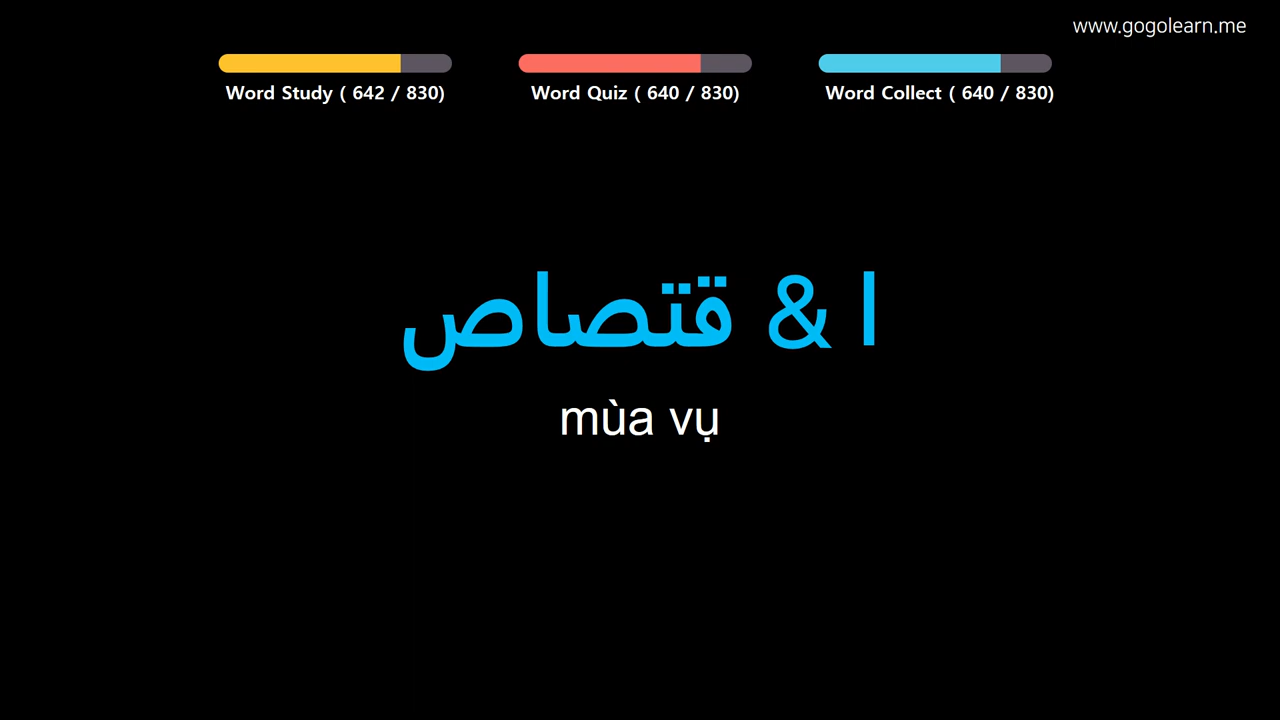 www.gogolearn.me
Word Study ( 642 / 830)
Word Quiz ( 640 / 830)
Word Collect ( 640 / 830)
ا & قتصاص
mùa vụ